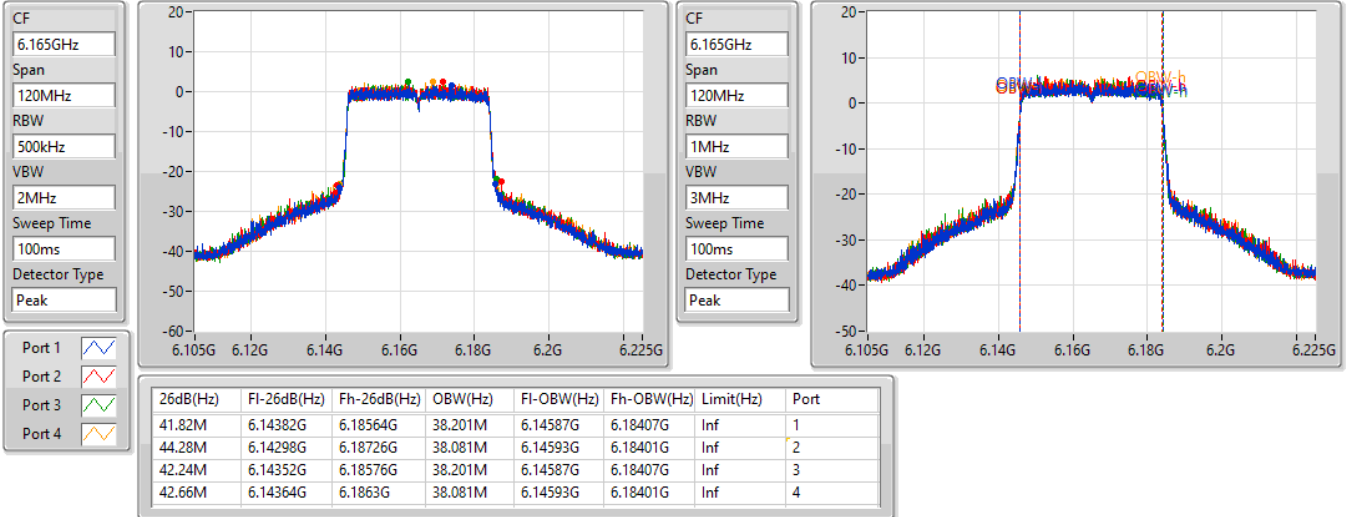 CF
6.165GHz
Span
120MHz
RBW
500kHz
VBW
2MHz
Sweep Time
100ms
Detector Type
Peak
20
10
0
-10
-20
-30
-40
-50
-60
6.105G 6.12G 6.14G 6.16G 6.18G 6.2G 6.225G
CF
6.165GHz
Span
120MHz
RBW
1MHz
VBW
3MHz
Sweep Time
100ms
Detector Type
Peak
20
10
0
-10
-20
-30
-40
-50
OBW-h
6.105G 6.12G 6.14G 6.16G 6.18G 6.2G 6.225G
Port 1
Port 2
Port 3
Port 4
26dB(Hz) Fl-26dB(Hz) Fh-26dB(Hz) OBW(Hz) Fl-OBW(Hz) Fh-OBW(Hz) Limit(Hz) Port
41.82M 6.14382G 6.18564G 38.201M 6.14587G 6.18407G Inf 1
44.28M 6.14298G 6.18726G 38.081M 6.14593G 6.18401G Inf 2
42.24M 6.14352G 6.18576G 38.201M 6.14587G 6.18407G Inf 3
42.66M 6.14364G 6.1863G 38.081M 6.14593G 6.18401G Inf 4